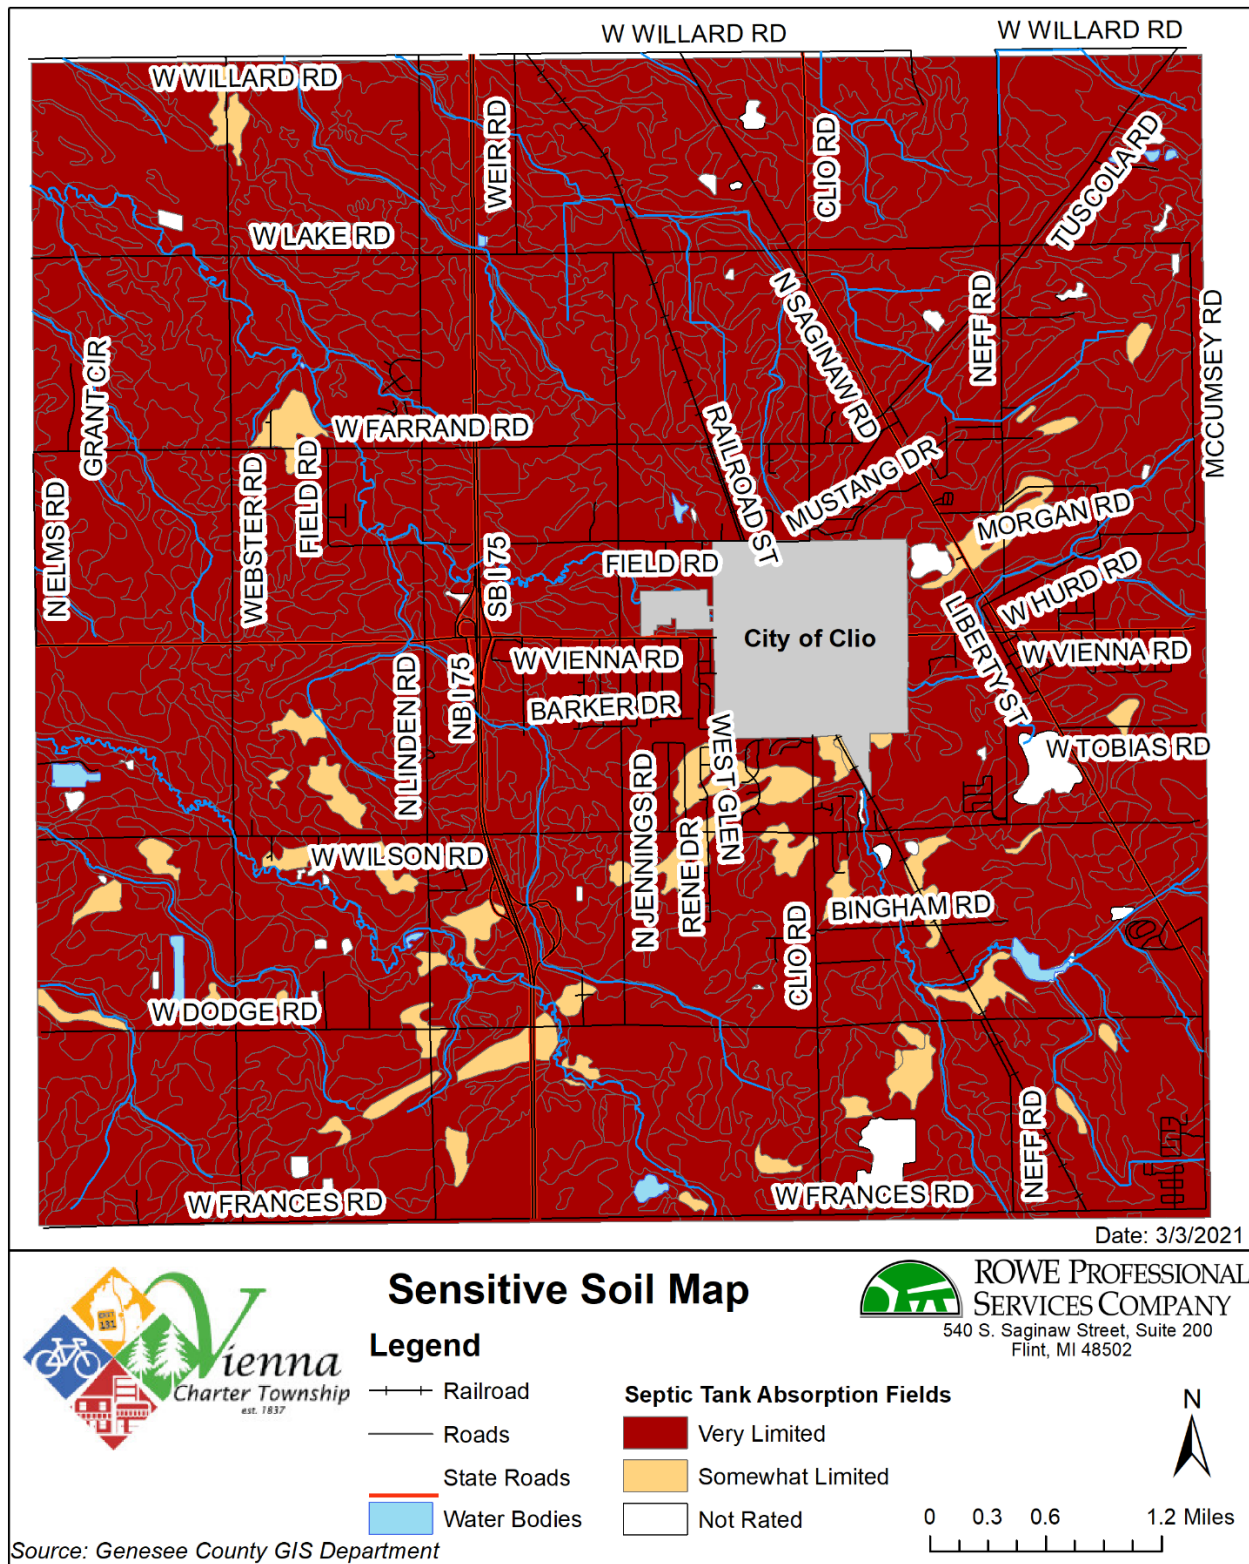 W WILLARD RD
W WILLARD RD
W WILLARD RD
WEIR RD
CLIO RD
TUSCOLA RD
W LAKE RD
N SAGINAW RD
NEFF RD
MCCUMSEY RD
GRANT CIR
W FARRAND RD
RAILROAD ST
MUSTANG DR
WEBSTER RD
FIELD RD
N ELMS RD
MORGAN RD
SB I 75
FIELD RD
W HURD RD
LIBERTY ST
City of Clio
W VIENNA RD
W VIENNA RD
N LINDEN RD
NB I 75
BARKER DR
WEST GLEN
W TOBIAS RD
N JENNINGS RD
RENE DR
W WILSON RD
BINGHAM RD
CLIO RD
W DODGE RD
NEFF RD
W FRANCES RD
W FRANCES RD
Date: 3/3/2021
Sensitive Soil Map
EXIT
131
Vienna
Charter Township
est. 1837
ROWE PROFESSIONAL
SERVICES COMPANY
540 S. Saginaw Street, Suite 200
Flint, MI 48502
Legend
Railroad
Roads
State Roads
Water Bodies
Septic Tank Absorption Fields
Very Limited
Somewhat Limited
Not Rated
N
0 0.3 0.6 1.2 Miles
Source: Genesee County GIS Department